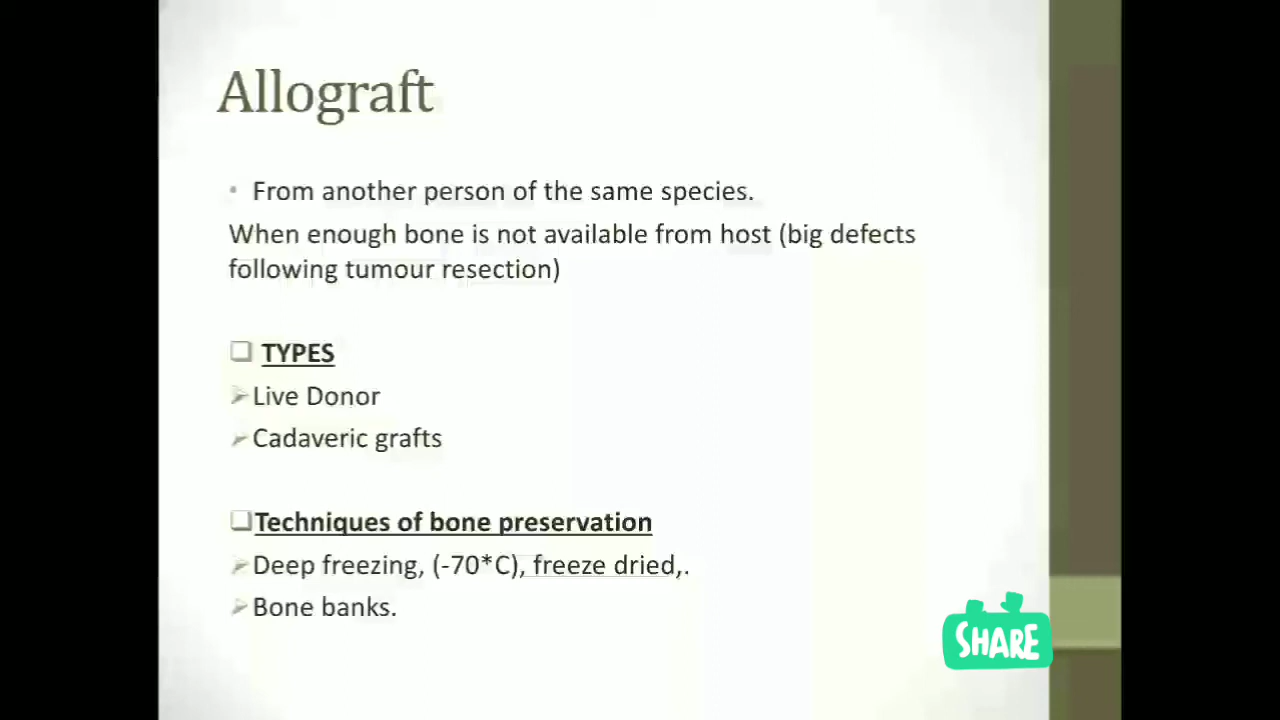 Allograft
• From another person of the same species.
When enough bone is not available from host (big defects
following tumour resection)
TYPES
Live Donor
Cadaveric grafts
Techniques of bone preservation
Deep freezing, (-70*C), freeze dried,.
Bone banks.
SHARE